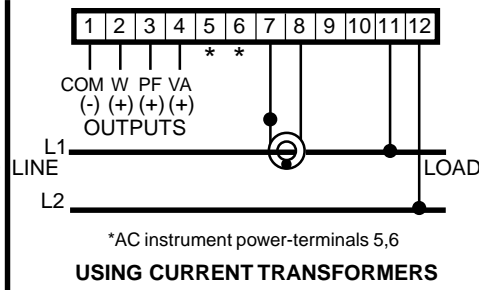 1 2 3 4 5 6 7 8 9 10 11 12
* *
COM W PF VA
(-) (+) (+) (+)
OUTPUTS
L1
LINE LOAD
L2
*AC instrument power-terminals 5,6
USING CURRENT TRANSFORMERS